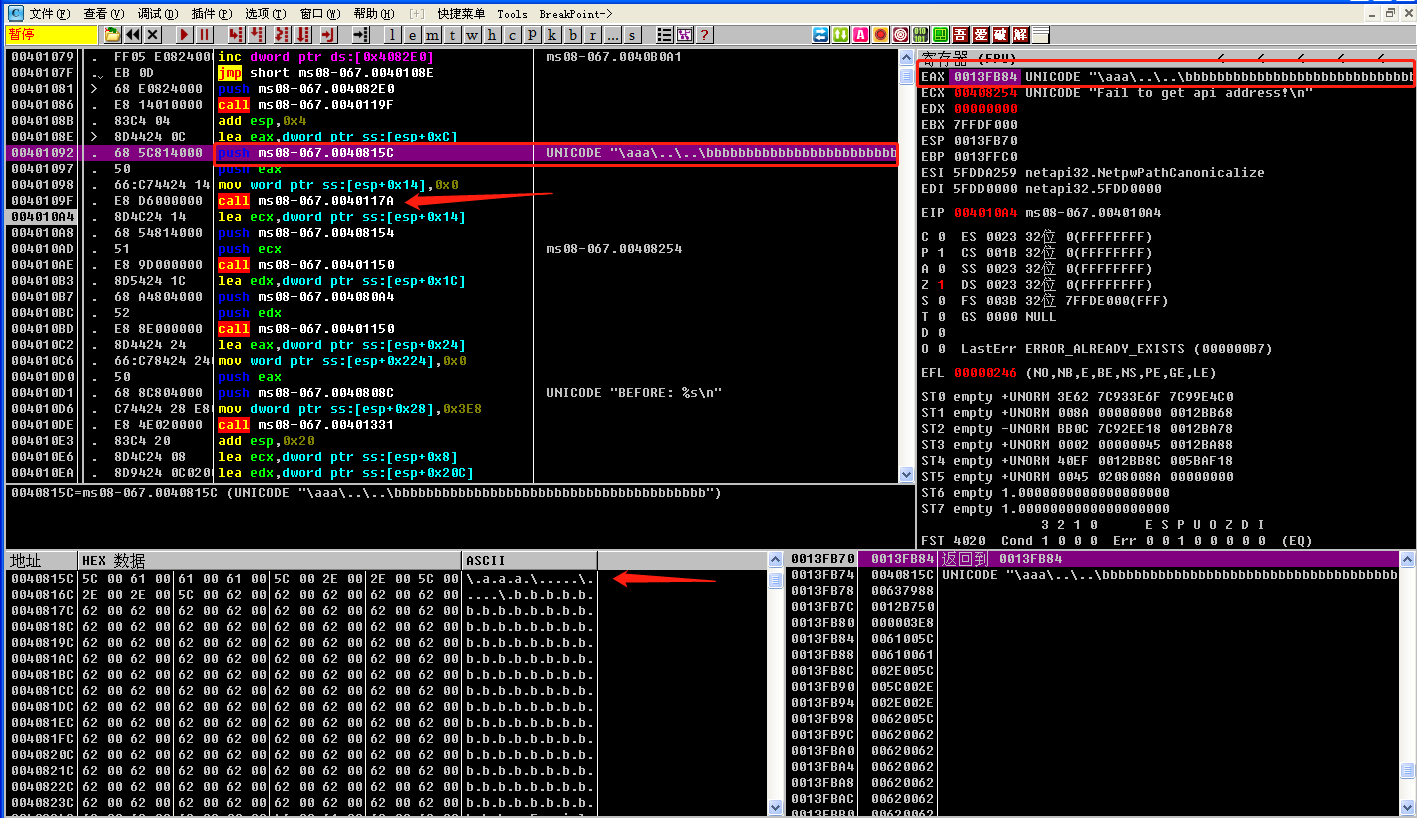 文件(F) 查看(V) 调试(D) 插件(P) 选项(T) 窗口(W) 帮助(H) [+] 快捷菜单 Tools BreakPoint->
暂停 l e m t w h c P k b r ... s ? A 吾 爱 破 解
00401079 . FF05 E0824000 inc dword ptr ds:[0x4082E0] ms08-067.0040B0A1
0040107F .、 EB 0D jmp short ms08-067.0040108E
00401081 > 68 E0824000 push ms08-067.004082E0
00401086 . E8 14010000 call ms08-067.0040119F
0040108B . 83C4 04 add esp,0x4
0040108E > 8D4424 0C lea eax,dword ptr ss:[esp+0xC]
00401092 . 68 5C814000 push ms08-067.0040815C UNICODE "\aaa\..\..\bbbbbbbbbbbbbbbbbbbbbbbb
00401097 . 50 push eax
00401098 . 66:C74424 14 mov word ptr ss:[esp+0x14],0x0
0040109F . E8 D6000000 call ms08-067.0040117A
004010A4 . 8D4C24 14 lea ecx,dword ptr ss:[esp+0x14]
004010A8 . 68 54814000 push ms08-067.00408154
004010AD . 51 push ecx ms08-067.00408254
004010AE . E8 9D000000 call ms08-067.00401150
004010B3 . 8D5424 1C lea edx,dword ptr ss:[esp+0x1C]
004010B7 . 68 A4804000 push ms08-067.004080A4
004010BC . 52 push edx
004010BD . E8 8E000000 call ms08-067.00401150
004010C2 . 8D4424 24 lea eax,dword ptr ss:[esp+0x24]
004010C6 . 66:C78424 24 mov word ptr ss:[esp+0x224],0x0
004010D0 . 50 push eax
004010D1 . 68 8C804000 push ms08-067.0040808C UNICODE "BEFORE: %s\n"
004010D6 . C74424 28 E8 mov dword ptr ss:[esp+0x28],0x3E8
004010DE . E8 4E020000 call ms08-067.00401331
004010E3 . 83C4 20 add esp,0x20
004010E6 . 8D4C24 08 lea ecx,dword ptr ss:[esp+0x8]
004010EA . 8D9424 0C020 lea edx,dword ptr ss:[esp+0x20C]
0040815C=ms08-067.0040815C (UNICODE "\aaa\..\..\bbbbbbbbbbbbbbbbbbbbbbbbbbbbbbbbbbbbbbb")
寄存器 (FPU) < < < < <
EAX 0013FB84 UNICODE "\aaa\..\..\bbbbbbbbbbbbbbbbbbbbbbbbbbbbb
ECX 00408254 UNICODE "Fail to get api address!\n"
EDX 00000000
EBX 7FFDF000
ESP 0013FB70
EBP 0013FFC0
ESI 5FDDA259 netapi32.NetpwPathCanonicalize
EDI 5FDD0000 netapi32.5FDD0000
EIP 004010A4 ms08-067.004010A4
C 0 ES 0023 32位 0(FFFFFFFF)
P 1 CS 001B 32位 0(FFFFFFFF)
A 0 SS 0023 32位 0(FFFFFFFF)
Z 1 DS 0023 32位 0(FFFFFFFF)
S 0 FS 003B 32位 7FFDE000(FFF)
T 0 GS 0000 NULL
D 0
O 0 LastErr ERROR_ALREADY_EXISTS (000000B7)
EFL 00000246 (NO,NB,E,BE,NS,PE,GE,LE)
ST0 empty +UNORM 3E62 7C933E6F 7C99E4C0
ST1 empty +UNORM 008A 00000000 0012BB68
ST2 empty -UNORM BB0C 7C92EE18 0012BA78
ST3 empty +UNORM 0002 00000045 0012BA88
ST4 empty +UNORM 40EF 0012BB8C 005BAF18
ST5 empty +UNORM 0045 0208008A 00000000
ST6 empty 1.0000000000000000000
ST7 empty 1.0000000000000000000
3 2 1 0 E S P U O Z D I
FST 4020 Cond 1 0 0 0 Err 0 0 1 0 0 0 0 0 (EQ)
地址 HEX 数据 ASCII
0040815C 5C 00 61 00 61 00 61 00 5C 00 2E 00 2E 00 5C 00 \.a.a.a.\.....\.
0040816C 2E 00 2E 00 5C 00 62 00 62 00 62 00 62 00 62 00 ....\.b.b.b.b.b.
0040817C 62 00 62 00 62 00 62 00 62 00 62 00 62 00 62 00 b.b.b.b.b.b.b.b.
0040818C 62 00 62 00 62 00 62 00 62 00 62 00 62 00 62 00 b.b.b.b.b.b.b.b.
0040819C 62 00 62 00 62 00 62 00 62 00 62 00 62 00 62 00 b.b.b.b.b.b.b.b.
004081AC 62 00 62 00 62 00 62 00 62 00 62 00 62 00 62 00 b.b.b.b.b.b.b.b.
004081BC 62 00 62 00 62 00 62 00 62 00 62 00 62 00 62 00 b.b.b.b.b.b.b.b.
004081CC 62 00 62 00 62 00 62 00 62 00 62 00 62 00 62 00 b.b.b.b.b.b.b.b.
004081DC 62 00 62 00 62 00 62 00 62 00 62 00 62 00 62 00 b.b.b.b.b.b.b.b.
004081EC 62 00 62 00 62 00 62 00 62 00 62 00 62 00 62 00 b.b.b.b.b.b.b.b.
004081FC 62 00 62 00 62 00 62 00 62 00 62 00 62 00 62 00 b.b.b.b.b.b.b.b.
0040820C 62 00 62 00 62 00 62 00 62 00 62 00 62 00 62 00 b.b.b.b.b.b.b.b.
0040821C 62 00 62 00 62 00 62 00 62 00 62 00 62 00 62 00 b.b.b.b.b.b.b.b.
0040822C 62 00 62 00 62 00 62 00 62 00 62 00 62 00 62 00 b.b.b.b.b.b.b.b.
0040823C 62 00 62 00 62 00 62 00 62 00 62 00 62 00 62 00 b.b.b.b.b.b.b.b.
0013FB70 0013FB84 返回到 0013FB84
0013FB74 0040815C UNICODE "\aaa\..\..\bbbbbbbbbbbbbbbbbbbbbbbbbbbbbbbbbbbbb
0013FB78 00637988
0013FB7C 0012B750
0013FB80 000003E8
0013FB84 0061005C
0013FB88 00610061
0013FB8C 002E005C
0013FB90 005C002E
0013FB94 002E002E
0013FB98 0062005C
0013FB9C 00620062
0013FBA0 00620062
0013FBA4 00620062
0013FBA8 00620062
0013FBAC 00620062
0013FBB0 00620062